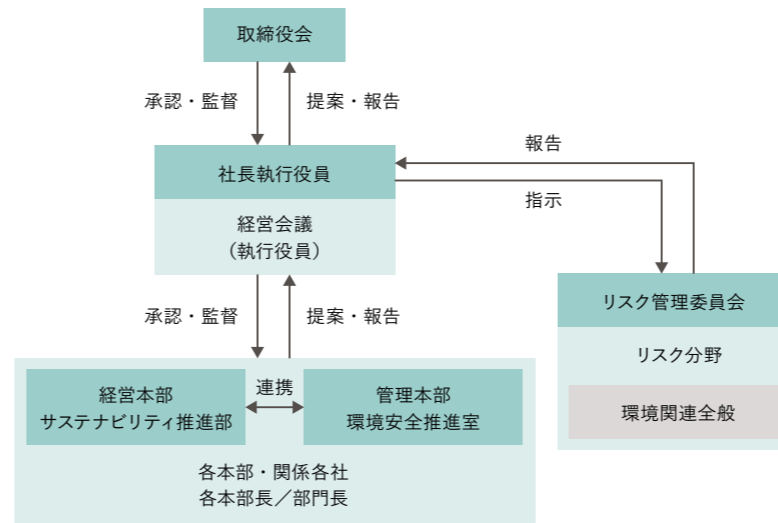 取締役会
承認・監督
提案・報告
社長執行役員
経営会議
（執行役員）
報告
指示
リスク管理委員会
リスク分野
環境関連全般
承認・監督
提案・報告
経営本部
サステナビリティ推進部
連携
管理本部
環境安全推進室
各本部・関係各社
各本部長／部門長